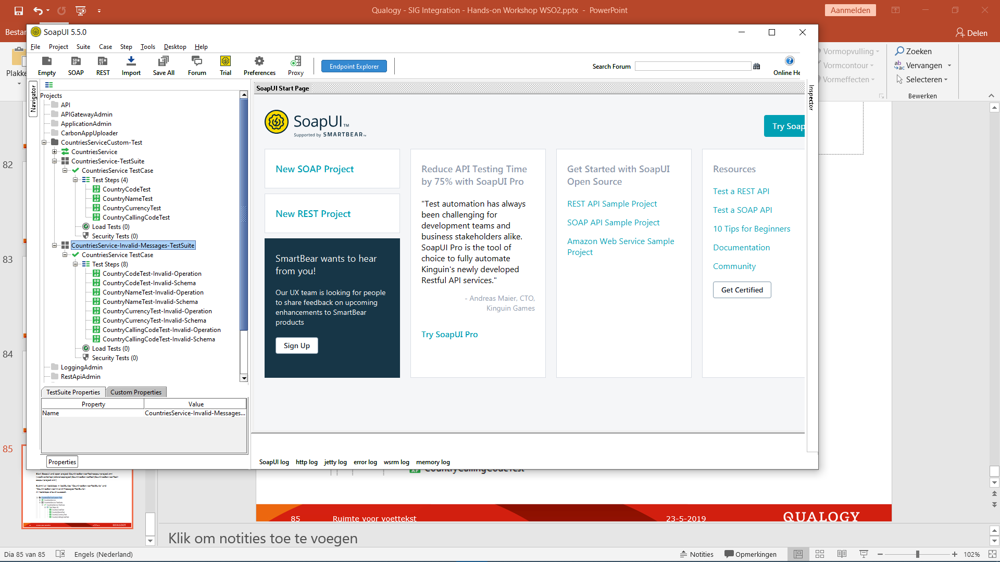 Qualogy - SIG Integration - Hands-on Workshop WSO2.pptx - PowerPoint
Aanmelden
Delen
SoapUI 5.5.0
File Project Suite Case Step Tools Desktop Help
Empty SOAP REST Import Save All Forum Trial Preferences Proxy
Endpoint Explorer
Search Forum
Online He
Plakke
Vormopvulling
Vormcontour
Vormeffecten
Zoeken
Vervangen
Selecteren
Bewerken
Navigator
Projects
API
APIGatewayAdmin
ApplicationAdmin
CarbonAppUploader
CountriesServiceCustom-Test
CountriesService
CountriesService-TestSuite
CountriesService TestCase
Test Steps (4)
CountryCodeTest
CountryNameTest
CountryCurrencyTest
CountryCallingCodeTest
Load Tests (0)
Security Tests (0)
CountriesService-Invalid-Messages-TestSuite
CountriesService TestCase
Test Steps (8)
CountryCodeTest-Invalid-Operation
CountryCodeTest-Invalid-Schema
CountryNameTest-Invalid-Operation
CountryNameTest-Invalid-Schema
CountryCurrencyTest-Invalid-Operation
CountryCurrencyTest-Invalid-Schema
CountryCallingCodeTest-Invalid-Operation
CountryCallingCodeTest-Invalid-Schema
Load Tests (0)
Security Tests (0)
LoggingAdmin
RestApiAdmin
TestSuite Properties Custom Properties
Property Value
Name CountriesService-Invalid-Messages...
Properties
SoapUI Start Page
Inspector
SoapUI™
Supported by SMARTBEAR™
Try Soap
New SOAP Project
New REST Project
SmartBear wants to hear
from you!
Our UX team is looking for people
to share feedback on upcoming
enhancements to SmartBear
products
Sign Up
Reduce API Testing Time
by 75% with SoapUI Pro
"Test automation has always
been challenging for
development teams and
business stakeholders alike.
SoapUI Pro is the tool of
choice to fully automate
Kinguin's newly developed
Restful API services."
- Andreas Maier, CTO,
Kinguin Games
Try SoapUI Pro
Get Started with SoapUI
Open Source
REST API Sample Project
SOAP API Sample Project
Amazon Web Service Sample
Project
Resources
Test a REST API
Test a SOAP API
10 Tips for Beginners
Documentation
Community
Get Certified
SoapUI log http log jetty log error log wsrm log memory log
82
83
84
85
CountryCallingCodeTest
85 Ruimte voor voettekst 23-5-2019 QUALOGY
Klik om notities toe te voegen
Dia 85 van 85 Engels (Nederland) Notities Opmerkingen 102%